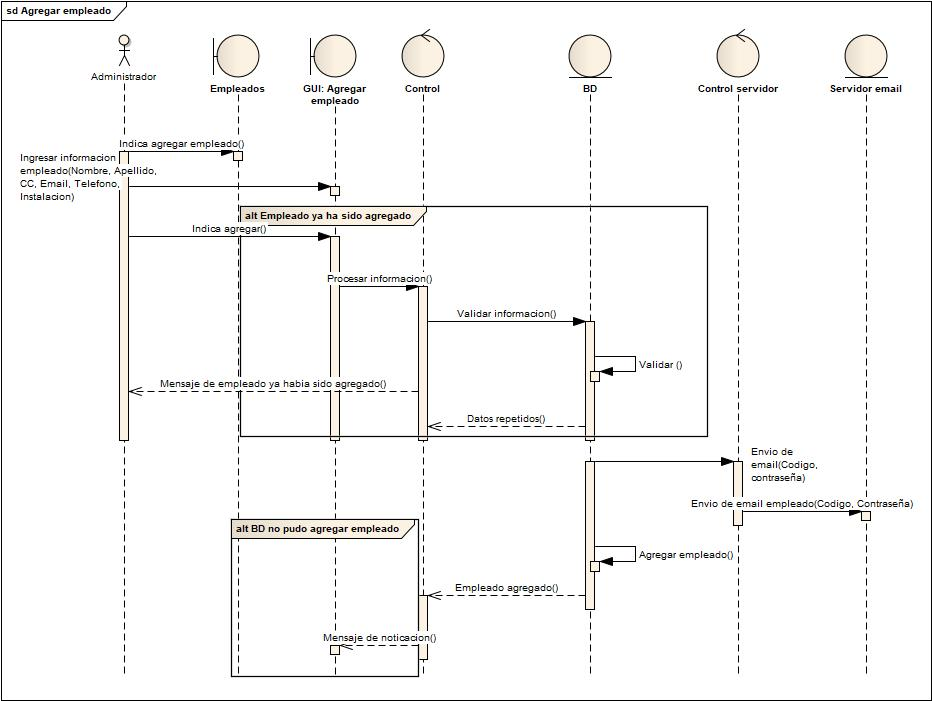 sd Agregar empleado
Administrador
Empleados
GUI: Agregar
empleado
Control
BD
Control servidor
Servidor email
Indica agregar empleado()
Ingresar informacion
empleado(Nombre, Apellido,
CC, Email, Telefono,
Instalacion)
alt Empleado ya ha sido agregado
Indica agregar()
Procesar informacion()
Validar informacion()
Validar ()
Mensaje de empleado ya habia sido agregado()
Datos repetidos()
Envio de
email(Codigo,
contraseña)
Envio de email empleado(Codigo, Contraseña)
alt BD no pudo agregar empleado
Agregar empleado()
Empleado agregado()
Mensaje de noticacion()